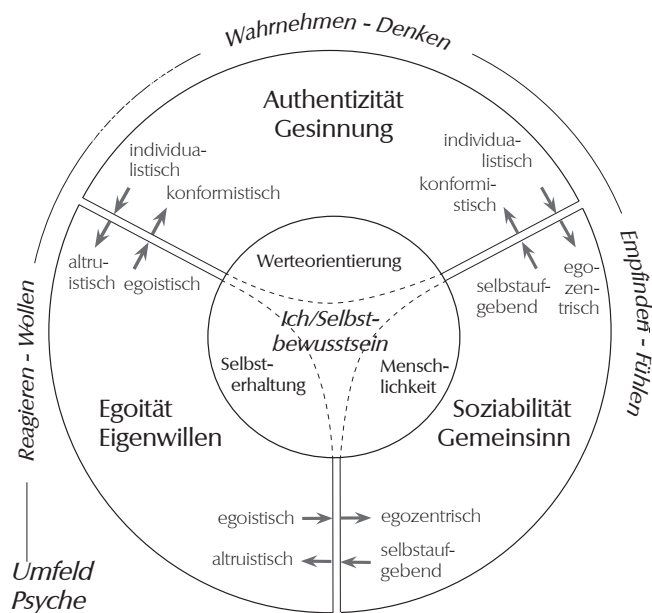 Wahrnehmen - Denken
Authentizität
Gesinnung
individua-
listisch
konformistisch
altru-
istisch
egoistisch
individu-
alistisch
konformi-
stisch
selbstauf-
gebend
ego-
zen-
trisch
Werteorientierung
Ich/Selbst-
bewusstsein
Selbst-
erhaltung
Mensch-
lichkeit
Reagieren - Wollen
Empfinden - Fühlen
Egoität
Eigenwillen
Soziabilität
Gemeinsinn
egoistisch
egozentrisch
altruistisch
selbstauf-
gebend
Umfeld
Psyche